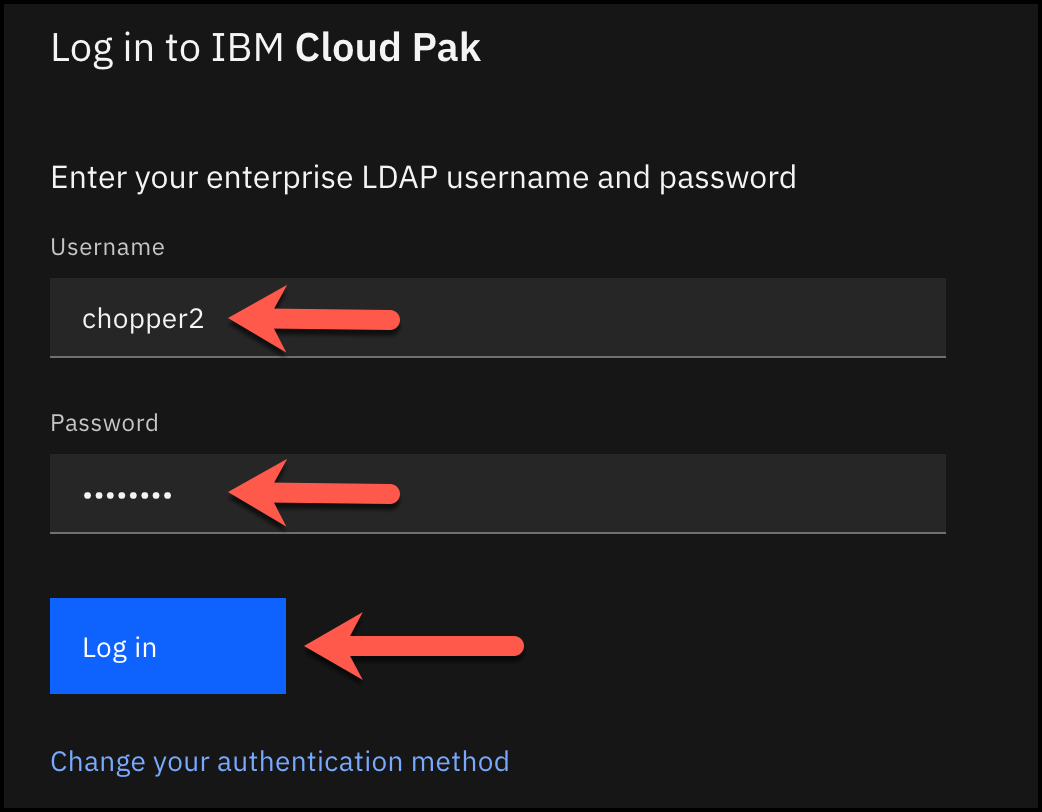 Log in to IBM Cloud Pak
Enter your enterprise LDAP username and password
Username
chopper2
Password
••••••••
Log in
Change your authentication method